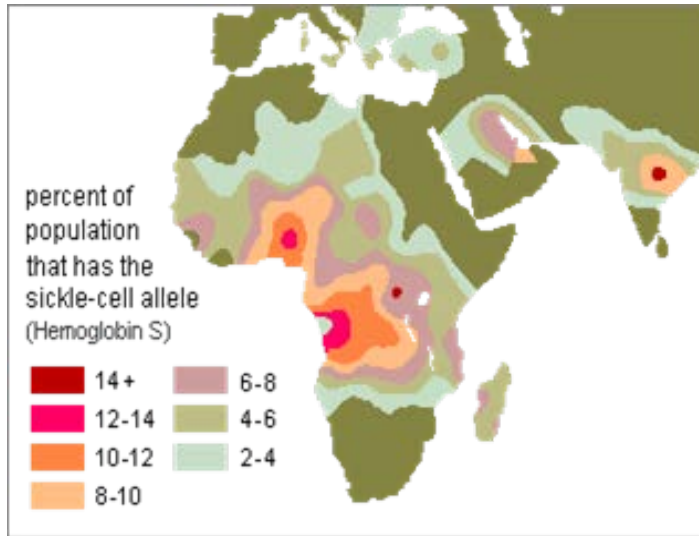 percent of
population
that has the
sickle-cell allele
(Hemoglobin S)
14+
12-14
10-12
8-10
6-8
4-6
2-4